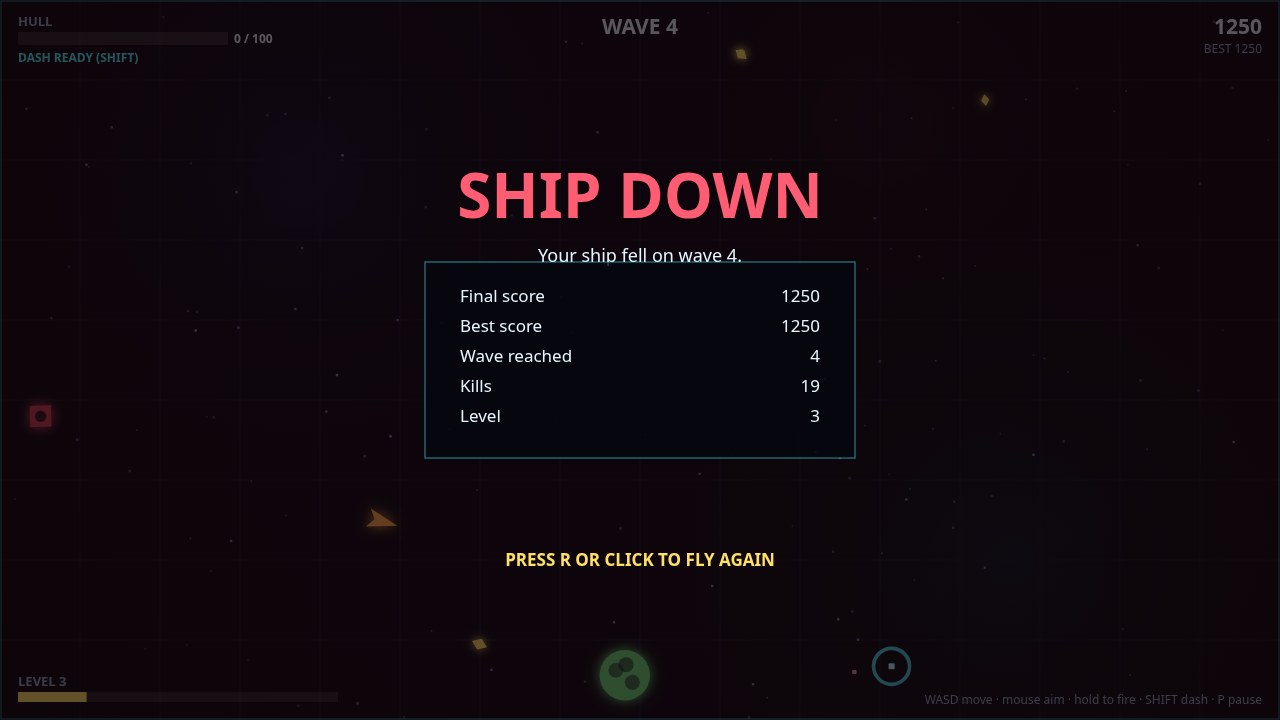 HULL
0 / 100
DASH READY (SHIFT)
WAVE 4
1250
BEST 1250
SHIP DOWN
Your ship fell on wave 4.
Final score 1250
Best score 1250
Wave reached 4
Kills 19
Level 3
PRESS R OR CLICK TO FLY AGAIN
LEVEL 3
WASD move · mouse aim · hold to fire · SHIFT dash · P pause